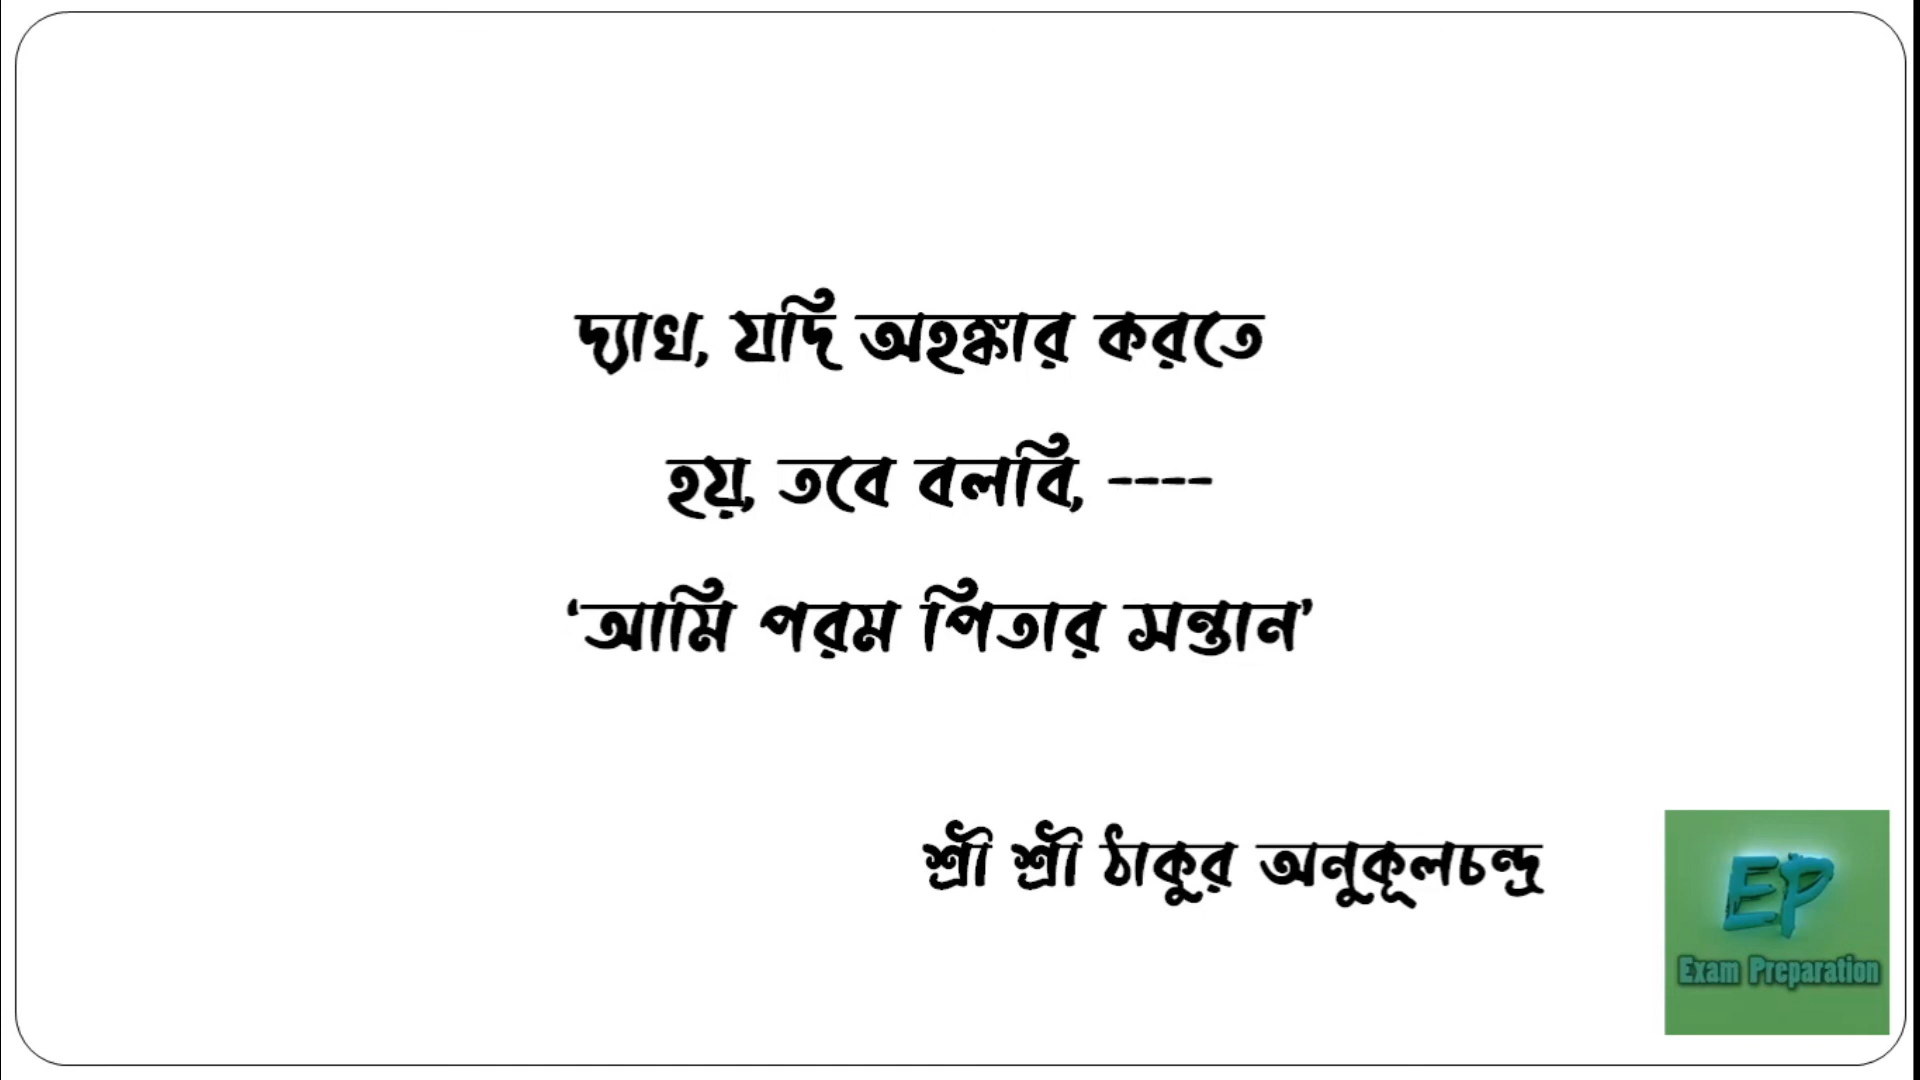 দ্যাখ, যদি অহঙ্কার করতে
হয়, তবে বলবি, ----
‘আমি পরম পিতার সন্তান’
শ্রী শ্রী ঠাকুর অনুকূলচন্দ্র
EP
Exam Preparation